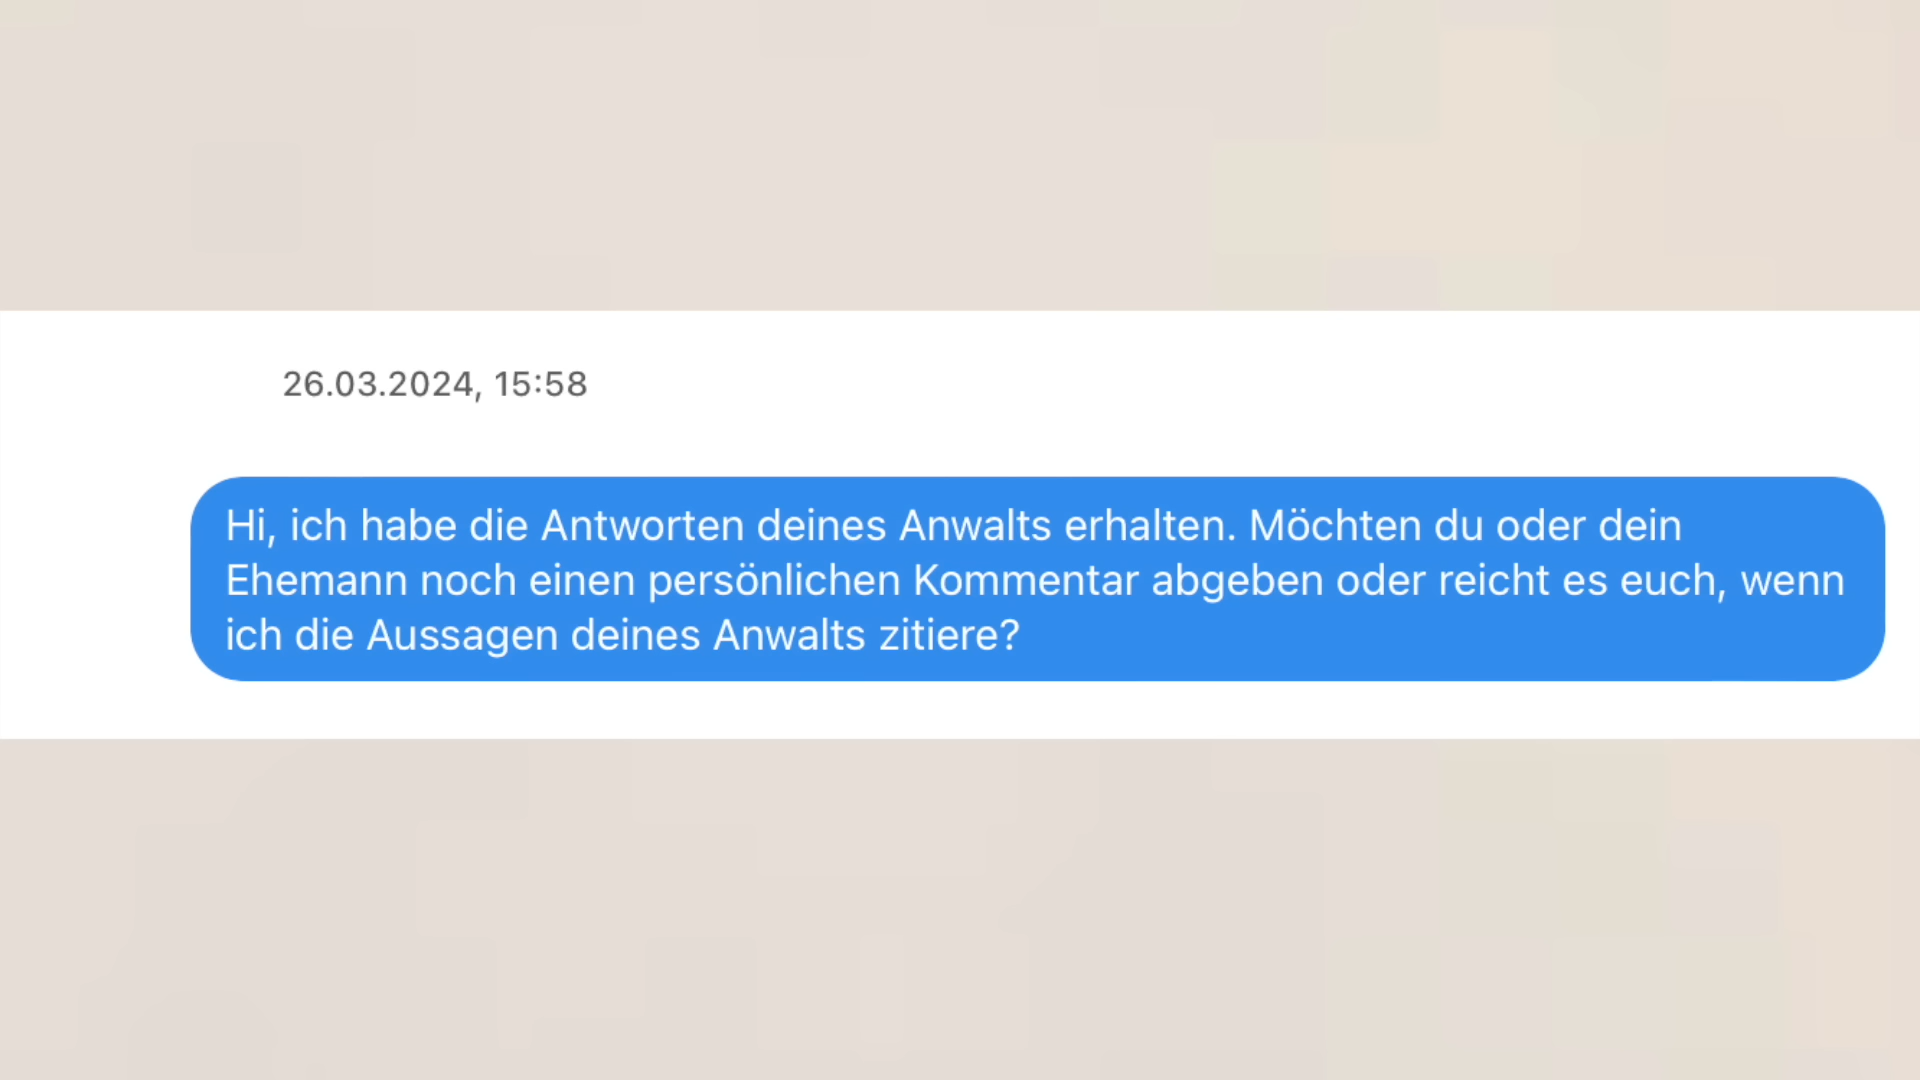 26.03.2024, 15:58
Hi, ich habe die Antworten deines Anwalts erhalten. Möchten du oder dein
Ehemann noch einen persönlichen Kommentar abgeben oder reicht es euch, wenn
ich die Aussagen deines Anwalts zitiere?